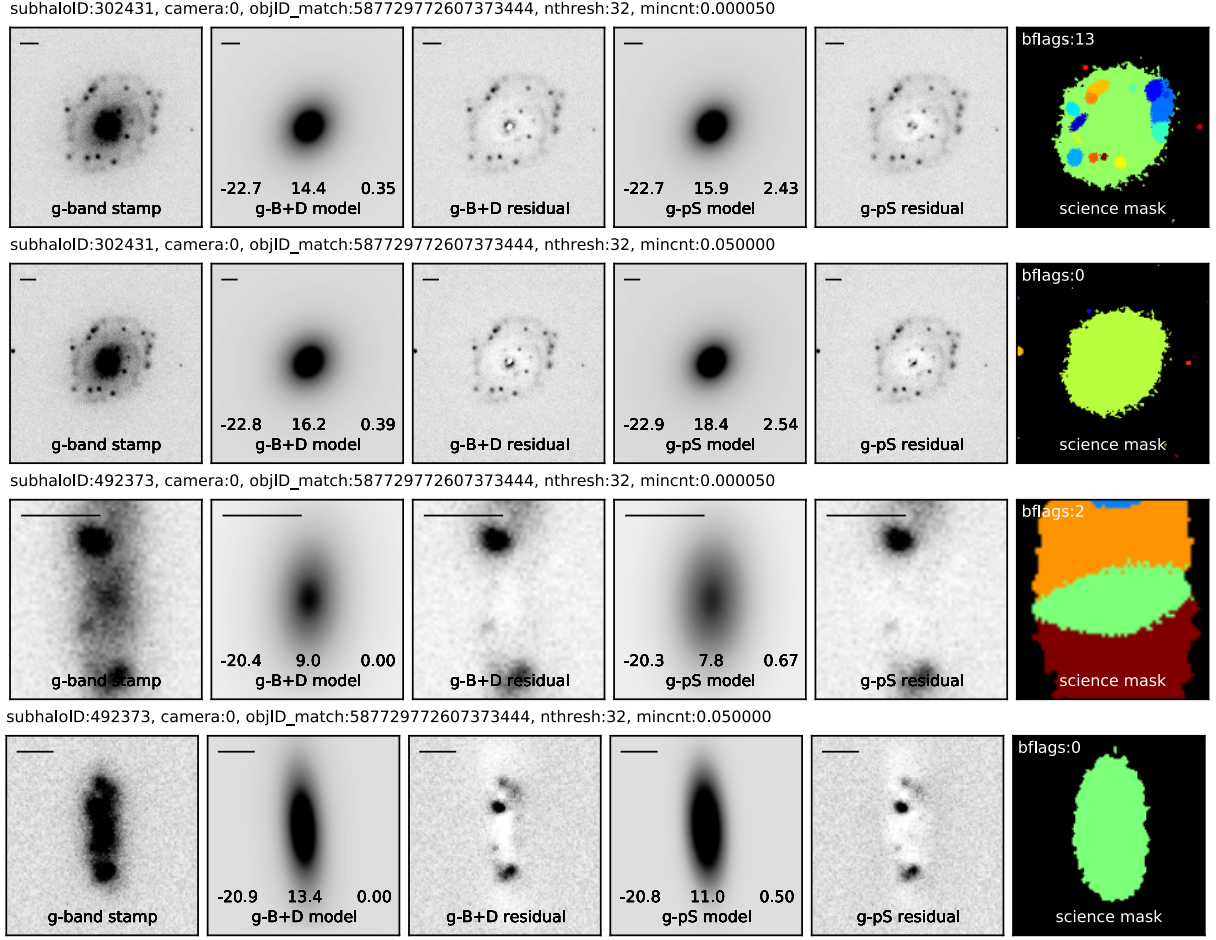 subhaloID:302431, camera:0, objID_match:587729772607373444, nthresh:32, mincnt:0.000050
bflags:13
-22.7 14.4 0.35 -22.7 15.9 2.43
g-band stamp g-B+D model g-B+D residual g-pS model g-pS residual science mask
subhaloID:302431, camera:0, objID_match:587729772607373444, nthresh:32, mincnt:0.050000
bflags:0
-22.8 16.2 0.39 -22.9 18.4 2.54
g-band stamp g-B+D model g-B+D residual g-pS model g-pS residual science mask
subhaloID:492373, camera:0, objID_match:587729772607373444, nthresh:32, mincnt:0.000050
bflags:2
-20.4 9.0 0.00 -20.3 7.8 0.67
g-band stamp g-B+D model g-B+D residual g-pS model g-pS residual science mask
subhaloID:492373, camera:0, objID_match:587729772607373444, nthresh:32, mincnt:0.050000
bflags:0
-20.9 13.4 0.00 -20.8 11.0 0.50
g-band stamp g-B+D model g-B+D residual g-pS model g-pS residual science mask